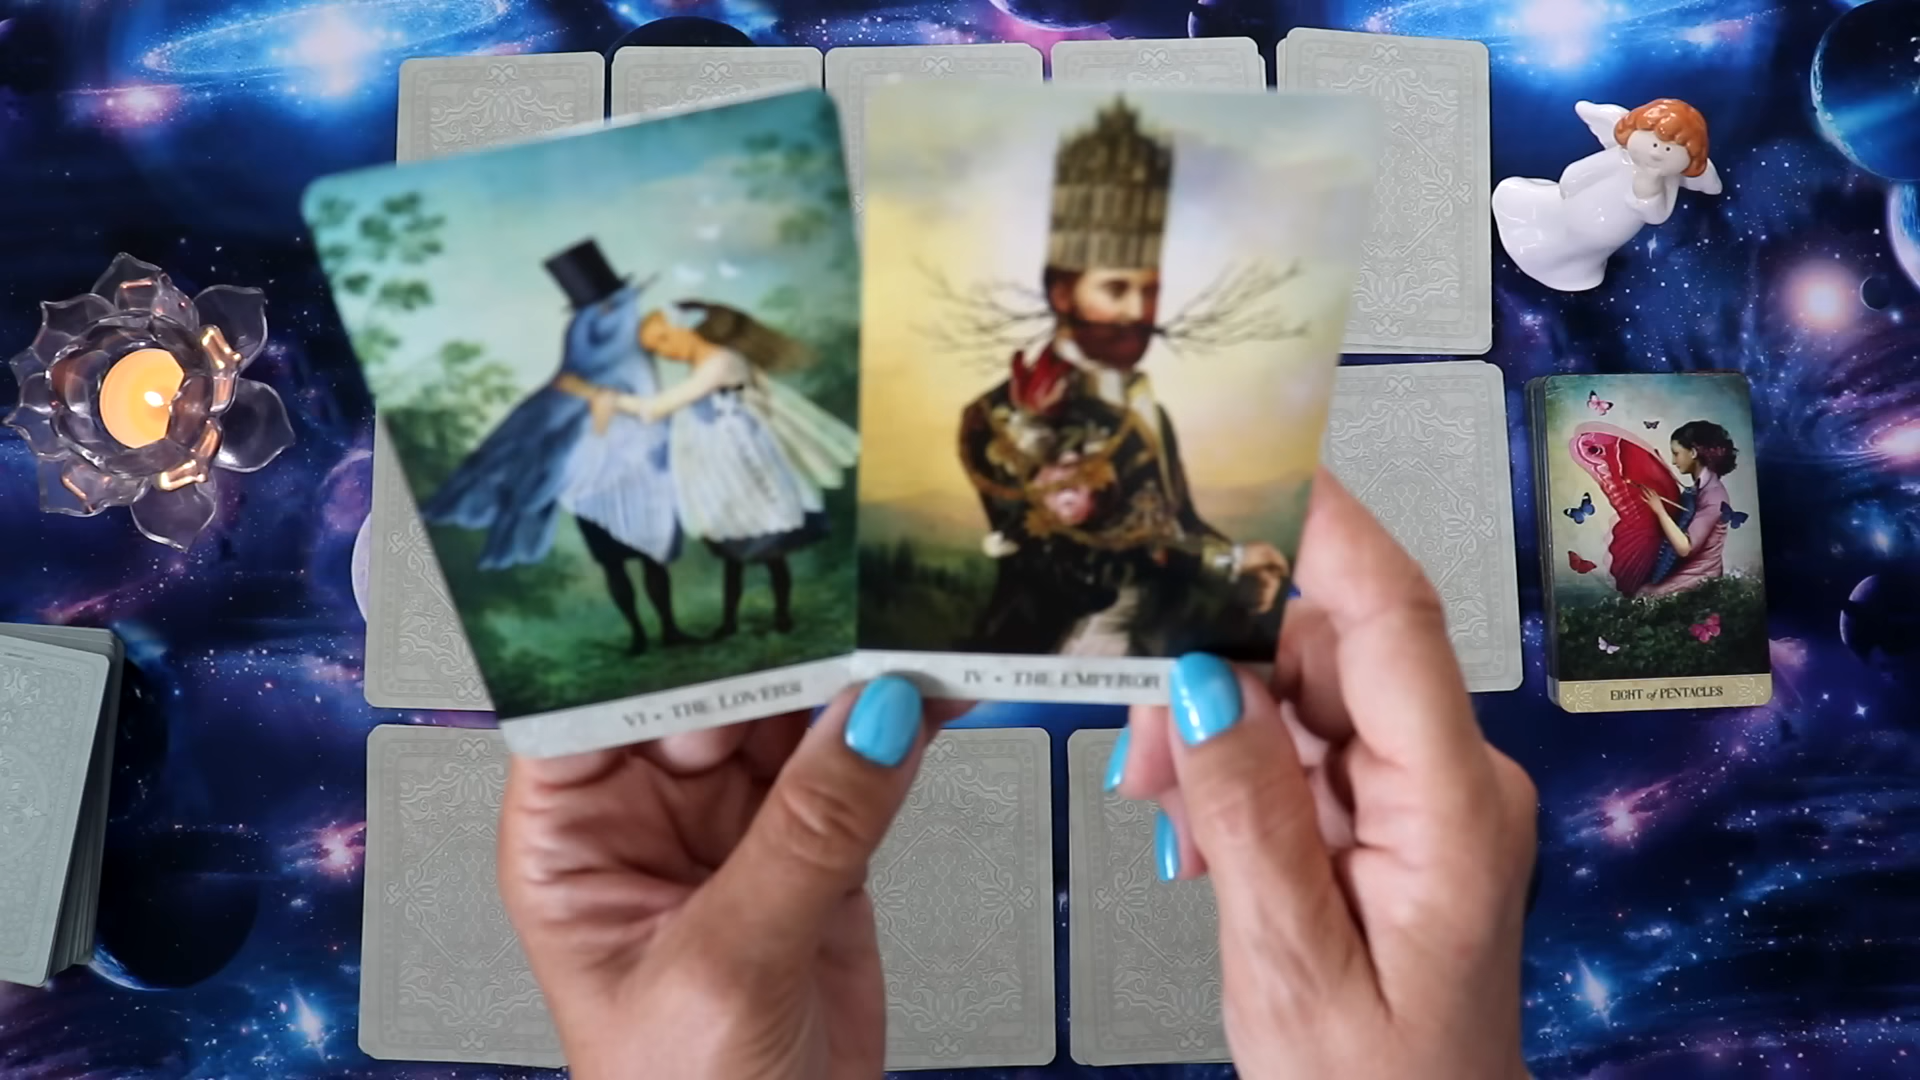 VI • THE LOVERS
IV • THE EMPEROR
EIGHT of PENTACLES